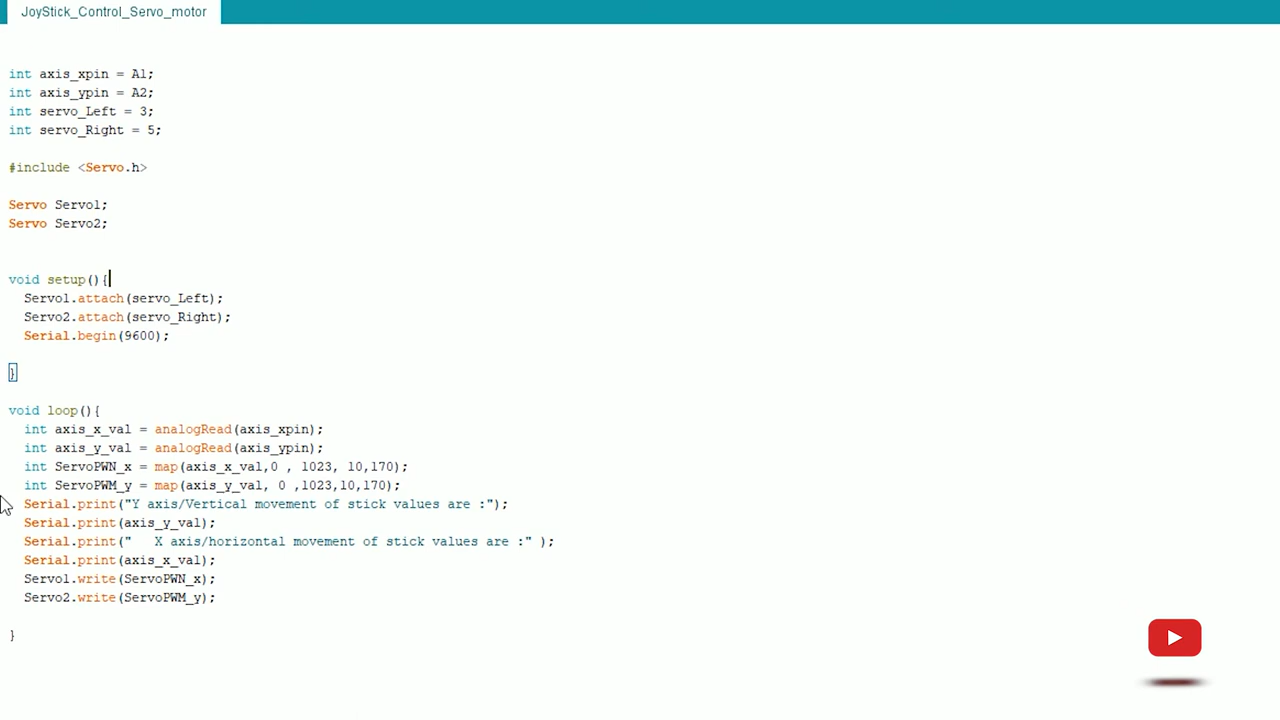 JoyStick_Control_Servo_motor
int axis_xpin = A1;
int axis_ypin = A2;
int servo_Left = 3;
int servo_Right = 5;
#include <Servo.h>
Servo Servo1;
Servo Servo2;
void setup(){
Servo1.attach(servo_Left);
Servo2.attach(servo_Right);
Serial.begin(9600);
}
void loop(){
int axis_x_val = analogRead(axis_xpin);
int axis_y_val = analogRead(axis_ypin);
int ServoPWN_x = map(axis_x_val,0 , 1023, 10,170);
int ServoPWM_y = map(axis_y_val, 0 ,1023,10,170);
Serial.print("Y axis/Vertical movement of stick values are :");
Serial.print(axis_y_val);
Serial.print("   X axis/horizontal movement of stick values are :" );
Serial.print(axis_x_val);
Servo1.write(ServoPWN_x);
Servo2.write(ServoPWM_y);
}